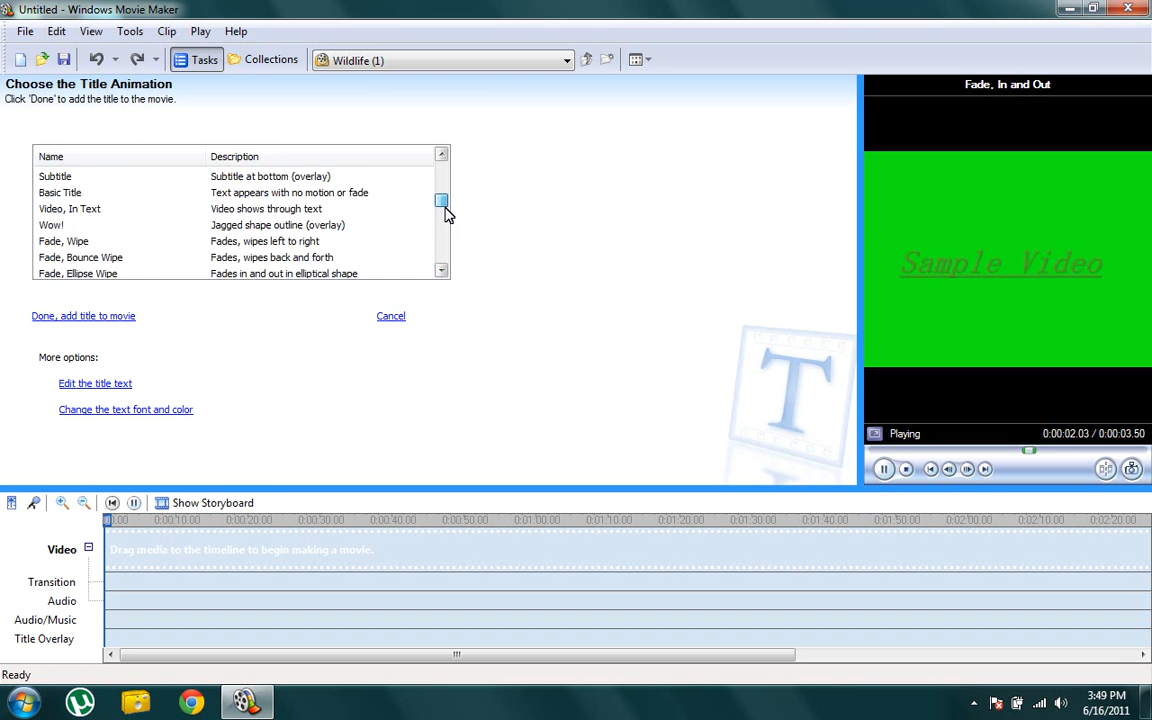 Untitled - Windows Movie Maker
File Edit View Tools Clip Play Help
Tasks Collections Wildlife (1)
Choose the Title Animation
Click 'Done' to add the title to the movie.
Name Description
Subtitle Subtitle at bottom (overlay)
Basic Title Text appears with no motion or fade
Video, In Text Video shows through text
Wow! Jagged shape outline (overlay)
Fade, Wipe Fades, wipes left to right
Fade, Bounce Wipe Fades, wipes back and forth
Fade, Ellipse Wipe Fades in and out in elliptical shape
Done, add title to movie Cancel
More options:
Edit the title text
Change the text font and color
T
Fade, In and Out
Sample Video
Playing 0:00:02.03 / 0:00:03.50
Show Storyboard
00.00 0:00:10.00 0:00:20.00 0:00:30.00 0:00:40.00 0:00:50.00 0:01:00.00 0:01:10.00 0:01:20.00 0:01:30.00 0:01:40.00 0:01:50.00 0:02:00.00 0:02:10.00 0:02:20.00
Video Drag media to the timeline to begin making a movie.
Transition
Audio
Audio/Music
Title Overlay
Ready
3:49 PM
6/16/2011